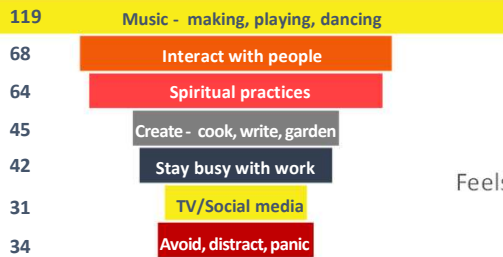 119 Music - making, playing, dancing
68 Interact with people
64 Spiritual practices
45 Create - cook, write, garden
42 Stay busy with work
Feels
31 TV/Social media
34 Avoid, distract, panic